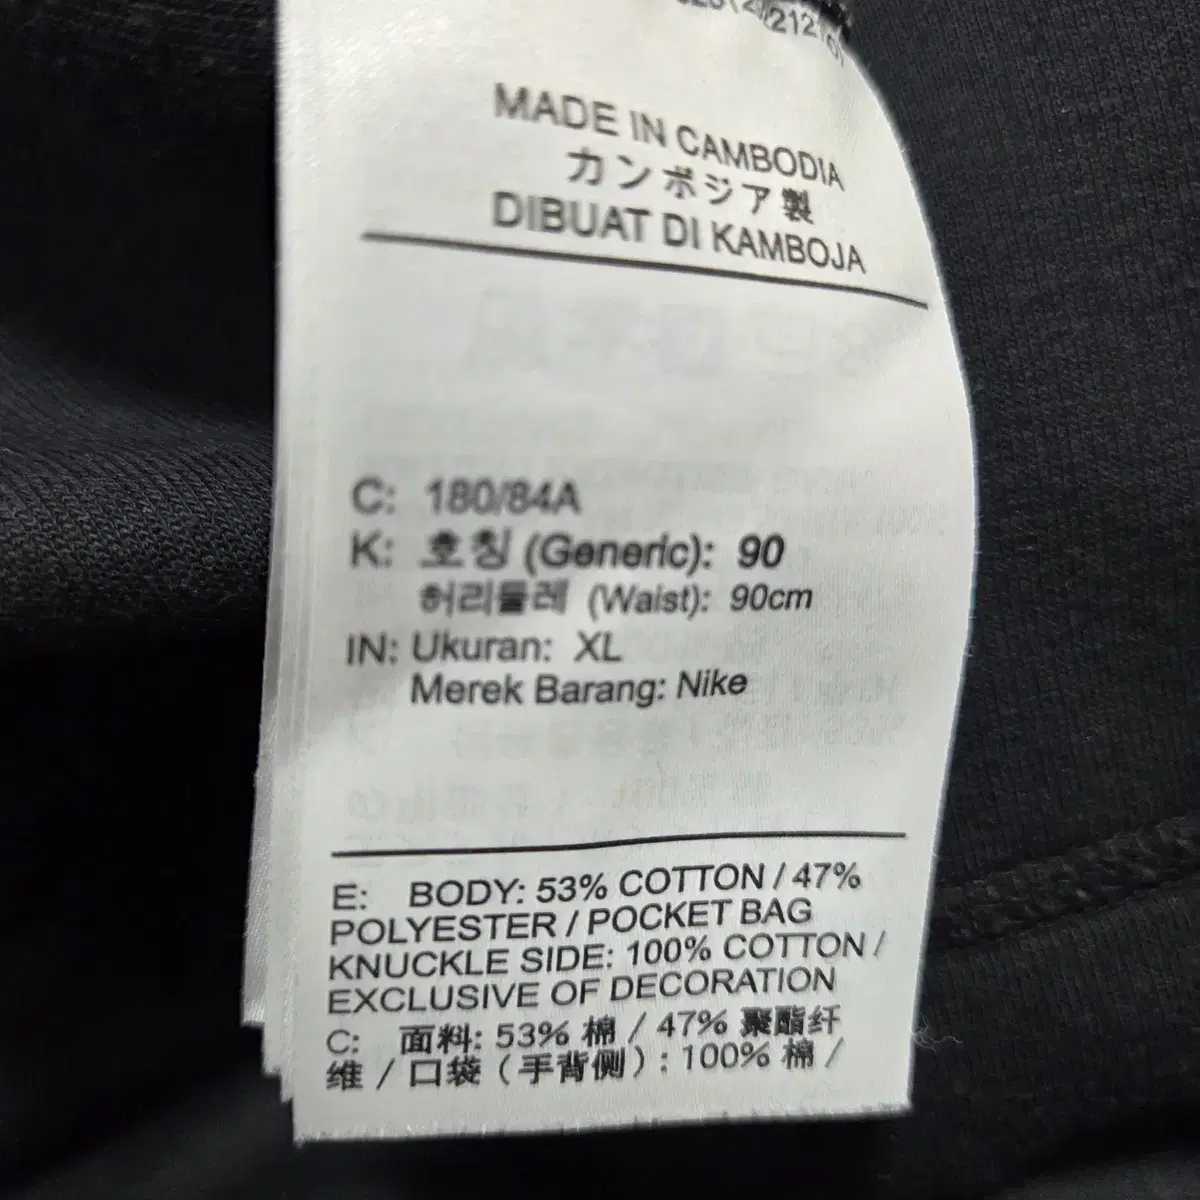 MADE IN CAMBODIA
カンボジア製
DIBUAT DI KAMBOJA
C: 180/84A
K: 호칭 (Generic): 90
허리둘레 (Waist): 90cm
IN: Ukuran: XL
Merek Barang: Nike
E: BODY: 53% COTTON / 47%
POLYESTER / POCKET BAG
KNUCKLE SIDE: 100% COTTON /
EXCLUSIVE OF DECORATION
C: 面料: 53% 棉 / 47% 聚酯纤
维 / 口袋 (手背侧) : 100% 棉 /